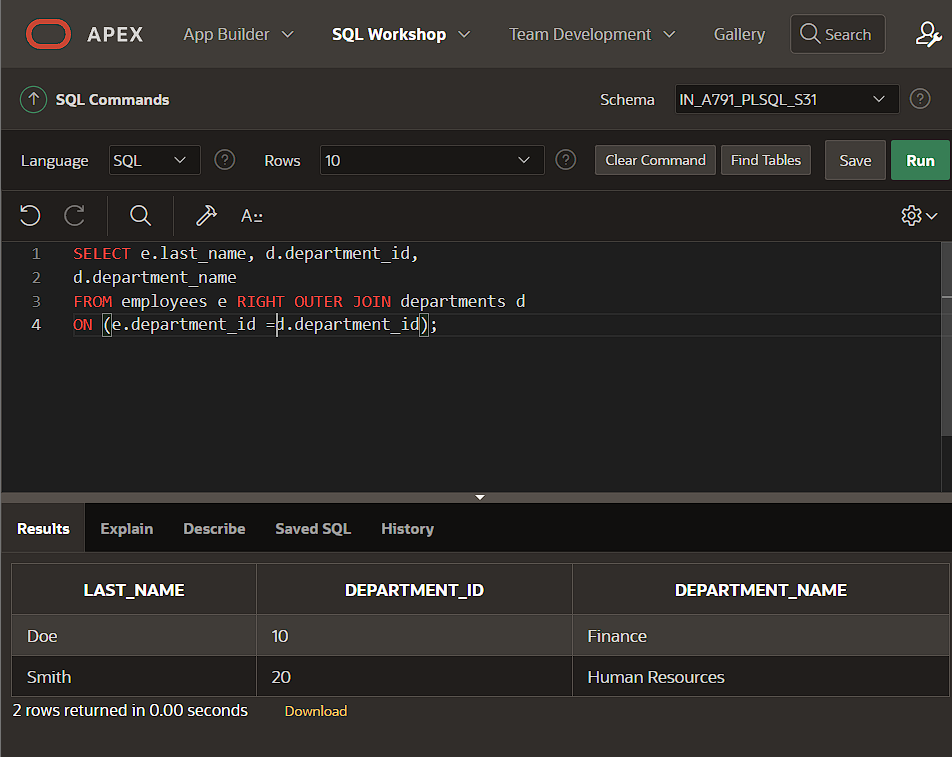 APEX App Builder SQL Workshop Team Development Gallery Search
SQL Commands Schema IN_A791_PLSQL_S31 ?
Language SQL ? Rows 10 ? Clear Command Find Tables Save Run
A::
1 SELECT e.last_name, d.department_id,
2 d.department_name
3 FROM employees e RIGHT OUTER JOIN departments d
4 ON (e.department_id =d.department_id);
Results Explain Describe Saved SQL History
LAST_NAME DEPARTMENT_ID DEPARTMENT_NAME
Doe 10 Finance
Smith 20 Human Resources
2 rows returned in 0.00 seconds Download